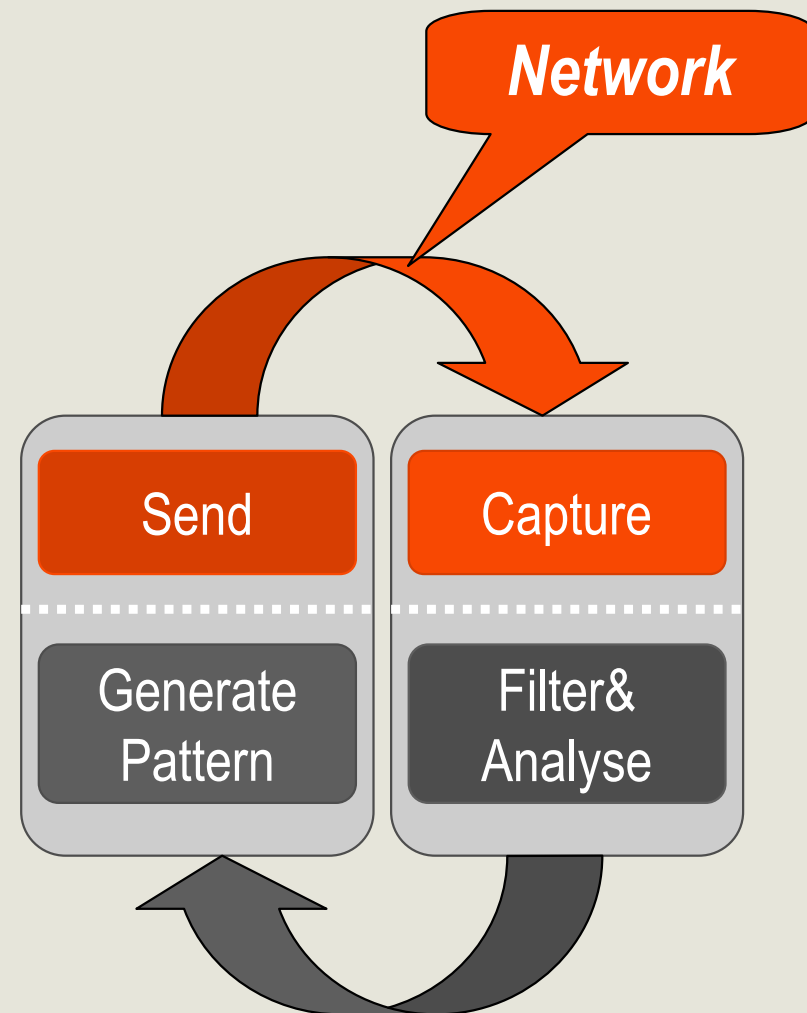 Network
Send
Capture
Generate
Pattern
Filter&
Analyse